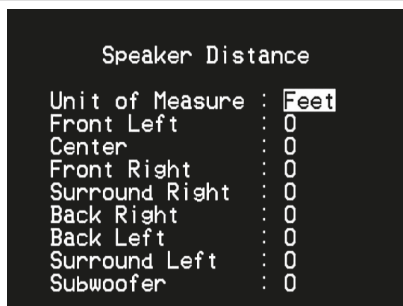 Speaker Distance
Unit of Measure : Feet
Front Left : 0
Center : 0
Front Right : 0
Surround Right : 0
Back Right : 0
Back Left : 0
Surround Left : 0
Subwoofer : 0